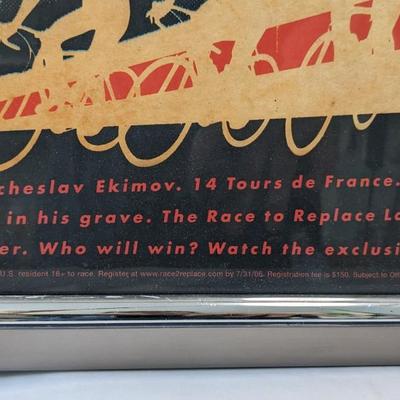 cheslav Ekimov. 14 Tours de France.
in his grave. The Race to Replace La
er. Who will win? Watch the exclusi
U.S. resident 18+ to race. Register at www.race2replace.com by 7/31/06. Registration fee is $150. Subject to Off